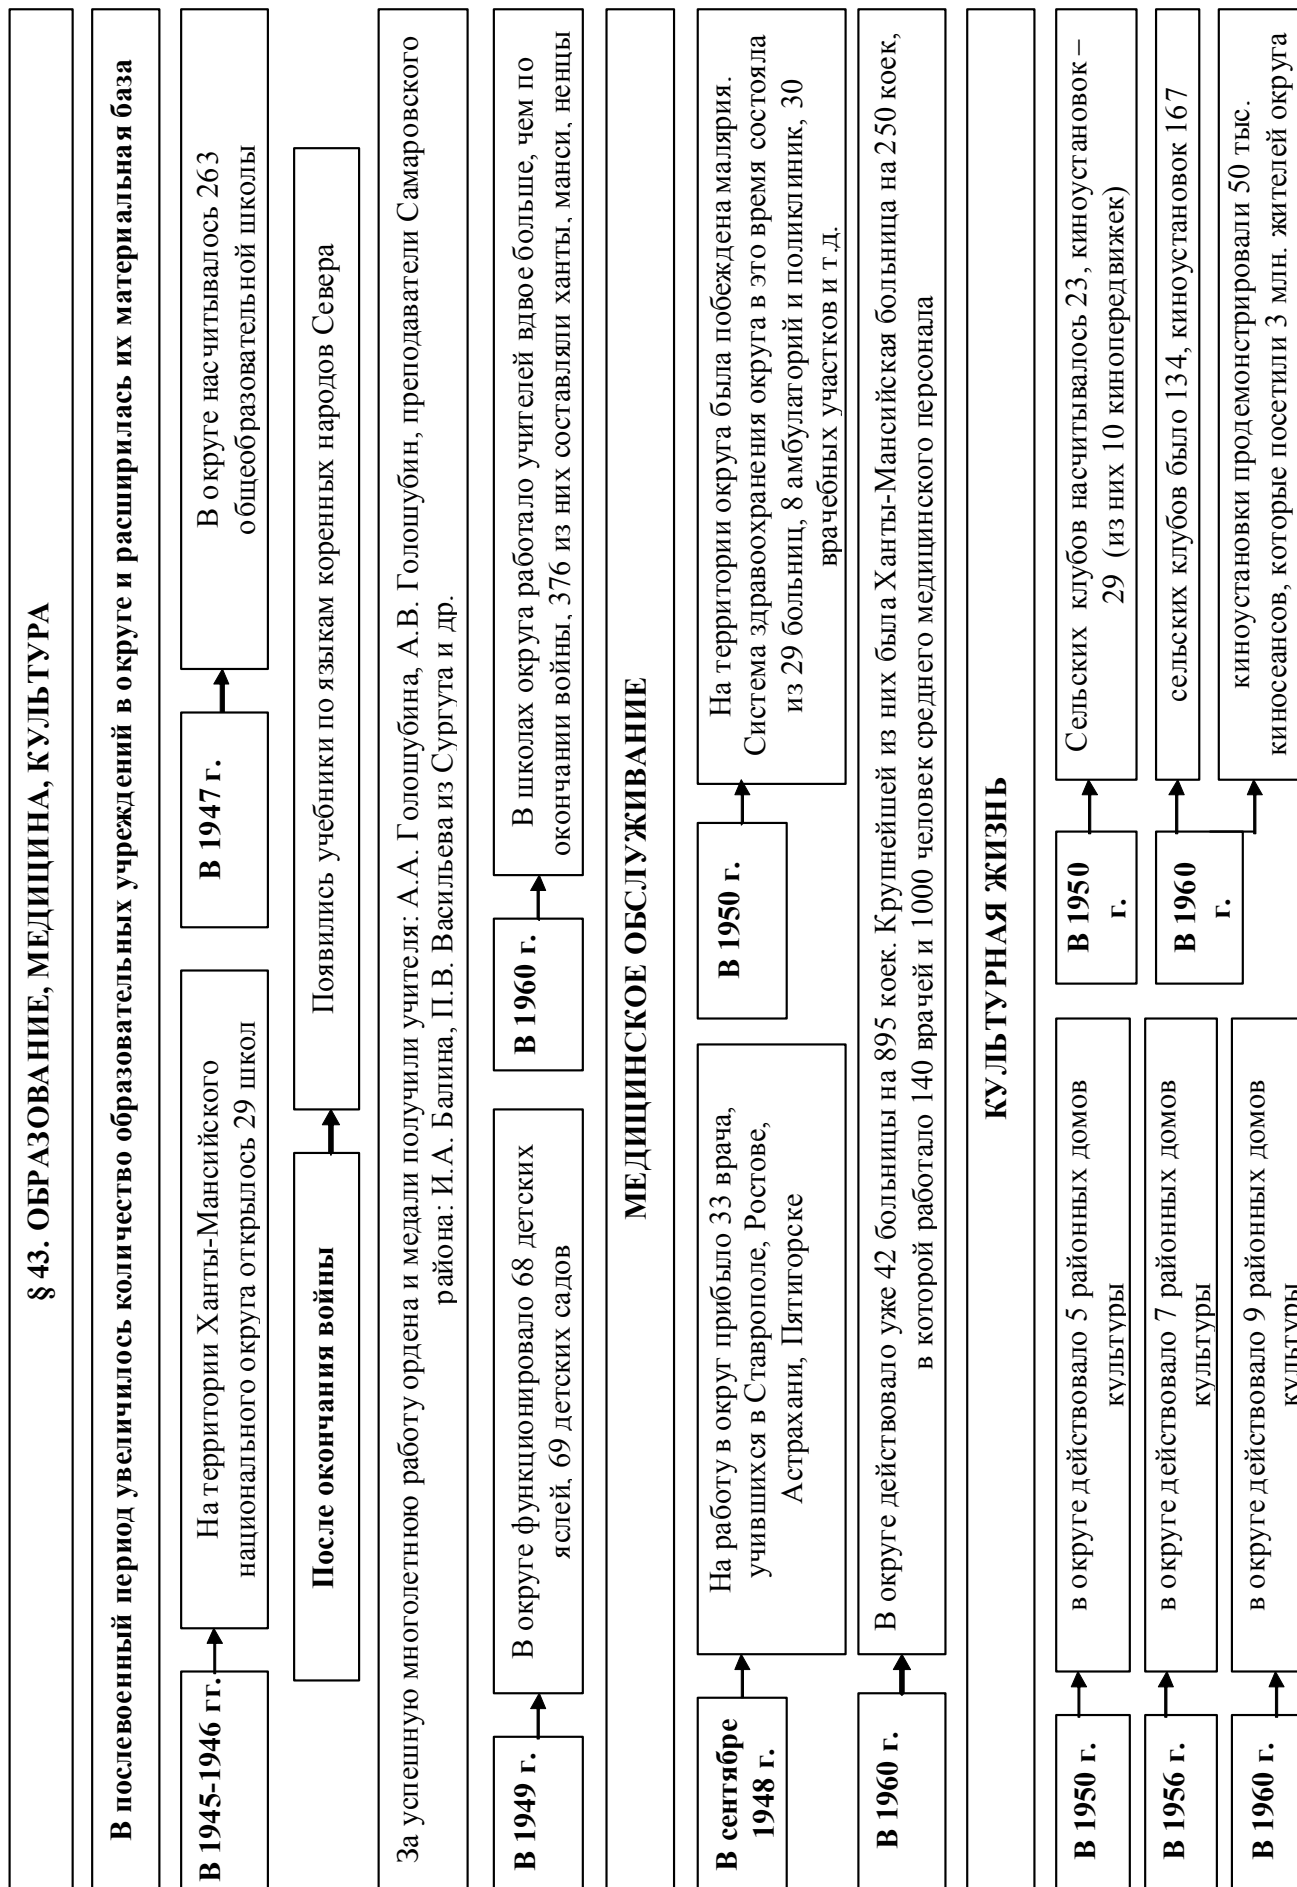 § 43. ОБРАЗОВАНИЕ, МЕДИЦИНА, КУЛЬТУРА
В послевоенный период увеличилось количество образовательных учреждений в округе и расширилась их материальная база
В 1945-1946 гг.
На территории Ханты-Мансийского
национального округа открылось 29 школ
В 1947, г.
В округе насчитывалось 263
общеобразовательной школы
После окончания войны
Появились учебники по языкам коренных народов Севера
За успешную многолетнюю работу ордена и медали получили учителя: А.А. Голошубина, А.В. Голошубин, преподаватели Самаровского
района: И.А. Балина, П.В. Васильева из Сургута и др.
В 1949 г.
В округе функционировало 68 детских
яслей, 69 детских садов
В 1960 г.
В школах округа работало учителей вдвое больше, чем по
окончании войны, 376 из них составляли ханты, манси, ненцы
МЕДИЦИНСКОЕ ОБСЛУЖИВАНИЕ
В сентябре
1948 г.
На работу в округ прибыло 33 врача,
учившихся в Ставрополе, Ростове,
Астрахани, Пятигорске
В 1950 г.
На территории округа была побеждена малярия.
Система здравоохранения округа в это время состояла
из 29 больниц, 8 амбулаторий и поликлиник, 30
врачебных участков и т.д.
В 1960 г.
В округе действовало уже 42 больницы на 895 коек. Крупнейшей из них была Ханты-Мансийская больница на 250 коек,
в которой работало 140 врачей и 1000 человек среднего медицинского персонала
КУЛЬТУРНАЯ ЖИЗНЬ
В 1950 г.
в округе действовало 5 районных домов
культуры
В 1950
г.
Сельских клубов насчитывалось 23, киноустановок –
29 (из них 10 кинопередвижек)
В 1956 г.
в округе действовало 7 районных домов
культуры
В 1960
г.
сельских клубов было 134, киноустановок 167
В 1960 г.
в округе действовало 9 районных домов
культуры
киноустановки продемонстрировали 50 тыс.
киносеансов, которые посетили 3 млн. жителей округа